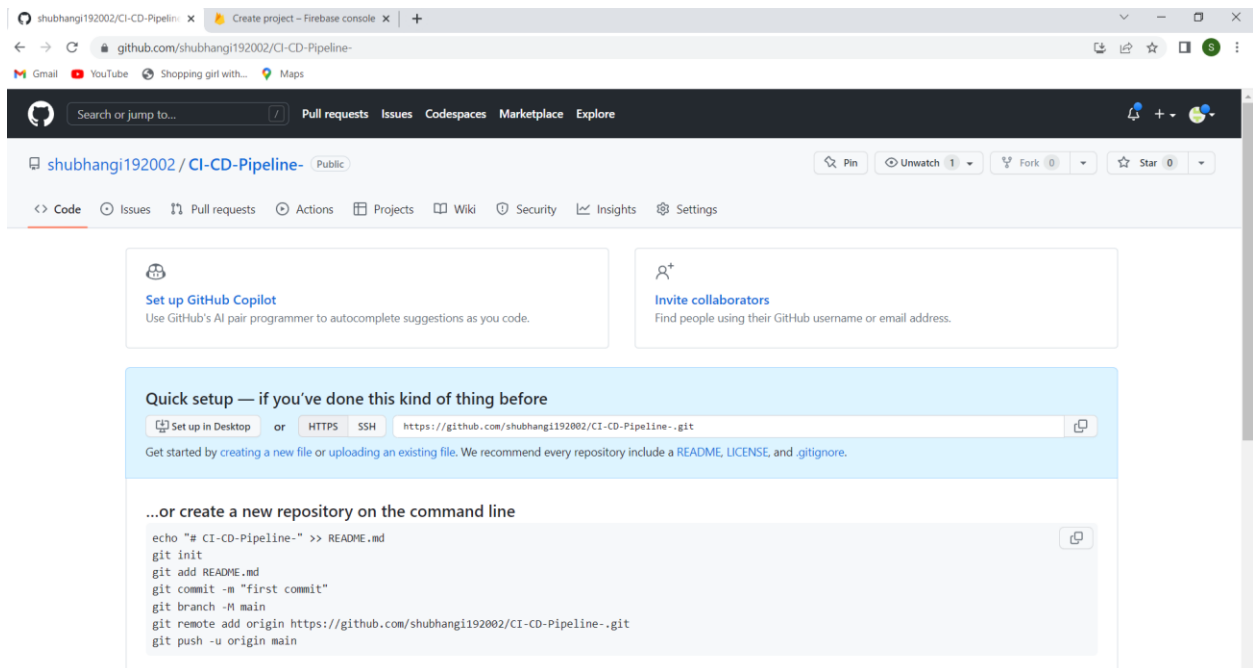 shubhangi192002/CI-CD-Pipelin
Create project – Firebase console
github.com/shubhangi192002/CI-CD-Pipeline-
S
Gmail YouTube Shopping girl with... Maps
Search or jump to... / Pull requests Issues Codespaces Marketplace Explore
shubhangi192002 / CI-CD-Pipeline- Public
Pin Unwatch 1 Fork 0 Star 0
<> Code Issues Pull requests Actions Projects Wiki Security Insights Settings
Set up GitHub Copilot
Use GitHub's AI pair programmer to autocomplete suggestions as you code.
Invite collaborators
Find people using their GitHub username or email address.
Quick setup — if you've done this kind of thing before
Set up in Desktop or HTTPS SSH https://github.com/shubhangi192002/CI-CD-Pipeline-.git
Get started by creating a new file or uploading an existing file. We recommend every repository include a README, LICENSE, and .gitignore.
...or create a new repository on the command line
echo "# CI-CD-Pipeline-" >> README.md
git init
git add README.md
git commit -m "first commit"
git branch -M main
git remote add origin https://github.com/shubhangi192002/CI-CD-Pipeline-.git
git push -u origin main